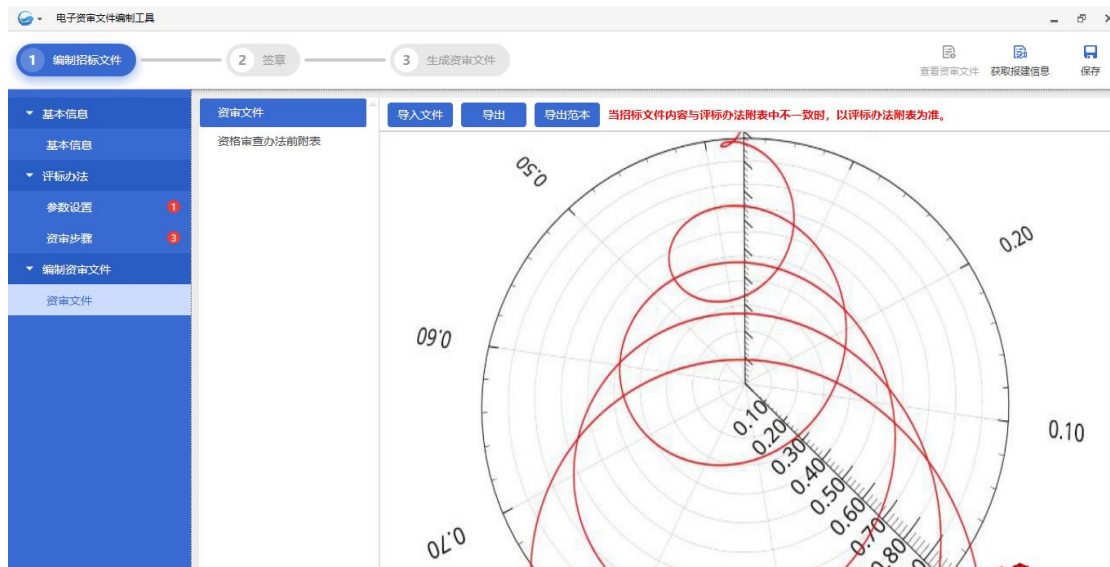 电子资审文件编制工具
1 编制招标文件
2 签章
3 生成资审文件
查看资审文件 获取报建信息 保存
基本信息
基本信息
评标办法
参数设置 1
资审步骤 3
编制资审文件
资审文件
资审文件
资格审查办法前附表
导入文件 导出 导出范本 当招标文件内容与评标办法附表中不一致时，以评标办法附表为准。
0.50
0.20
0.60
0.10
0.70
0.10
0.20
0.30
0.40
0.50
0.60
0.70
0.80